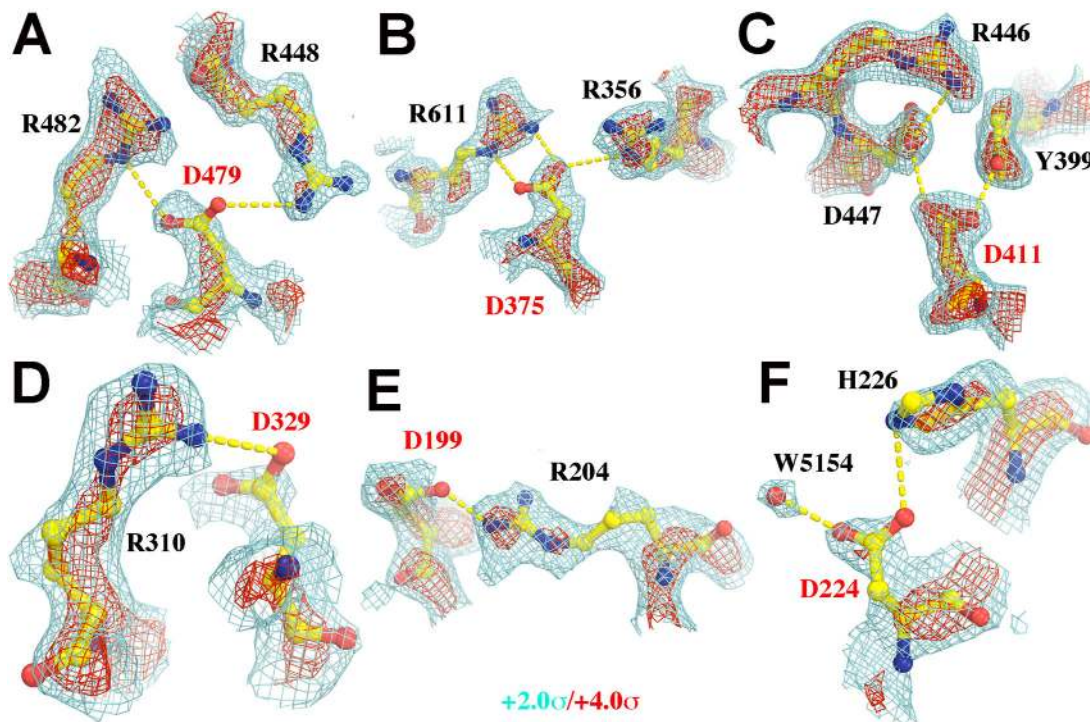 A
R448
R482
D479
B
R611
R356
D375
C
R446
Y399
D447
D411
D
D329
R310
E
D199
R204
F
H226
W5154
D224
+2.0σ/+4.0σ